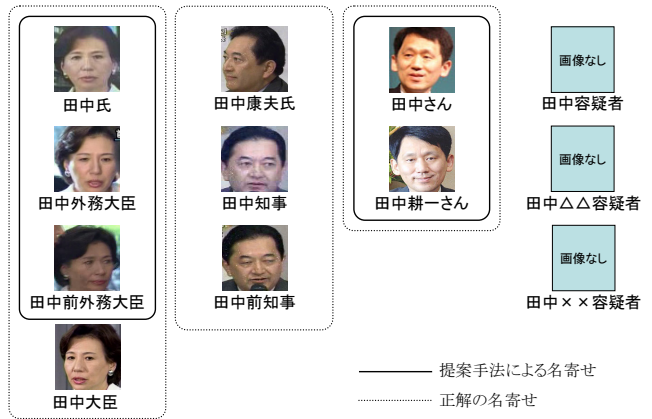 田中氏
田中外務大臣
田中前外務大臣
田中大臣
田中康夫氏
田中知事
田中前知事
田中さん
田中耕一さん
画像なし
田中容疑者
画像なし
田中△△容疑者
画像なし
田中××容疑者
提案手法による名寄せ
正解の名寄せ